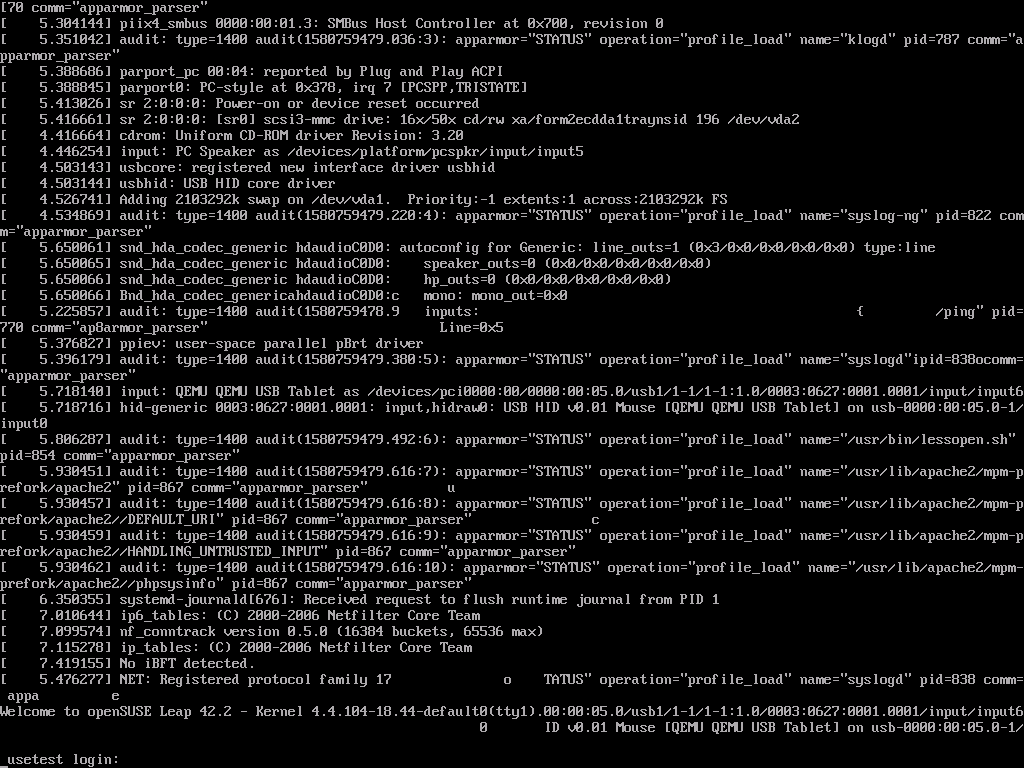 [70 comm="apparmor_parser"
[    5.304144] piix4_smbus 0000:00:01.3: SMBus Host Controller at 0x700, revision 0
[    5.351042] audit: type=1400 audit(1580759479.036:3): apparmor="STATUS" operation="profile_load" name="klogd" pid=787 comm="a
pparmor_parser"
[    5.388686] parport_pc 00:04: reported by Plug and Play ACPI
[    5.388845] parport0: PC-style at 0x378, irq 7 [PCSPP,TRISTATE]
[    5.413026] sr 2:0:0:0: Power-on or device reset occurred
[    5.416661] sr 2:0:0:0: [sr0] scsi3-mmc drive: 16x/50x cd/rw xa/form2ecdda1traynsid 196 /dev/vda2
[    4.416664] cdrom: Uniform CD-ROM driver Revision: 3.20
[    4.446254] input: PC Speaker as /devices/platform/pcspkr/input/input5
[    4.503143] usbcore: registered new interface driver usbhid
[    4.503144] usbhid: USB HID core driver
[    4.526741] Adding 2103292k swap on /dev/vda1.  Priority:-1 extents:1 across:2103292k FS
[    4.534869] audit: type=1400 audit(1580759479.220:4): apparmor="STATUS" operation="profile_load" name="syslog-ng" pid=822 com
m="apparmor_parser"
[    5.650061] snd_hda_codec_generic hdaudioC0D0: autoconfig for Generic: line_outs=1 (0x3/0x0/0x0/0x0/0x0) type:line
[    5.650065] snd_hda_codec_generic hdaudioC0D0:    speaker_outs=0 (0x0/0x0/0x0/0x0/0x0)
[    5.650066] snd_hda_codec_generic hdaudioC0D0:    hp_outs=0 (0x0/0x0/0x0/0x0/0x0)
[    5.650066] Bnd_hda_codec_genericahdaudioC0D0:c   mono: mono_out=0x0
[    5.225857] audit: type=1400 audit(1580759478.9   inputs:                                               {         /ping" pid=
770 comm="ap8armor_parser"                             Line=0x5
[    5.376827] ppiev: user-space parallel pBrt driver
[    5.396179] audit: type=1400 audit(1580759479.380:5): apparmor="STATUS" operation="profile_load" name="syslogd"ipid=838ocomm=
"apparmor_parser"
[    5.718140] input: QEMU QEMU USB Tablet as /devices/pci0000:00/0000:00:05.0/usb1/1-1/1-1:1.0/0003:0627:0001.0001/input/input6
[    5.718716] hid-generic 0003:0627:0001.0001: input,hidraw0: USB HID v0.01 Mouse [QEMU QEMU USB Tablet] on usb-0000:00:05.0-1/
input0
[    5.806287] audit: type=1400 audit(1580759479.492:6): apparmor="STATUS" operation="profile_load" name="/usr/bin/lessopen.sh"
pid=854 comm="apparmor_parser"
[    5.930451] audit: type=1400 audit(1580759479.616:7): apparmor="STATUS" operation="profile_load" name="/usr/lib/apache2/mpm-p
refork/apache2" pid=867 comm="apparmor_parser"          u
[    5.930457] audit: type=1400 audit(1580759479.616:8): apparmor="STATUS" operation="profile_load" name="/usr/lib/apache2/mpm-p
refork/apache2//DEFAULT_URI" pid=867 comm="apparmor_parser"               c
[    5.930459] audit: type=1400 audit(1580759479.616:9): apparmor="STATUS" operation="profile_load" name="/usr/lib/apache2/mpm-p
refork/apache2//HANDLING_UNTRUSTED_INPUT" pid=867 comm="apparmor_parser"
[    5.930462] audit: type=1400 audit(1580759479.616:10): apparmor="STATUS" operation="profile_load" name="/usr/lib/apache2/mpm-
prefork/apache2//phpsysinfo" pid=867 comm="apparmor_parser"
[    6.350355] systemd-journald[676]: Received request to flush runtime journal from PID 1
[    7.010644] ip6_tables: (C) 2000-2006 Netfilter Core Team
[    7.099574] nf_conntrack version 0.5.0 (16384 buckets, 65536 max)
[    7.115278] ip_tables: (C) 2000-2006 Netfilter Core Team
[    7.419155] No iBFT detected.
[    5.476277] NET: Registered protocol family 17              o    TATUS" operation="profile_load" name="syslogd" pid=838 comm=
 appa         e
Welcome to openSUSE Leap 42.2 - Kernel 4.4.104-18.44-default0(tty1).00:00:05.0/usb1/1-1/1-1:1.0/0003:0627:0001.0001/input/input6
                                                            0       ID v0.01 Mouse [QEMU QEMU USB Tablet] on usb-0000:00:05.0-1/
_usetest login: